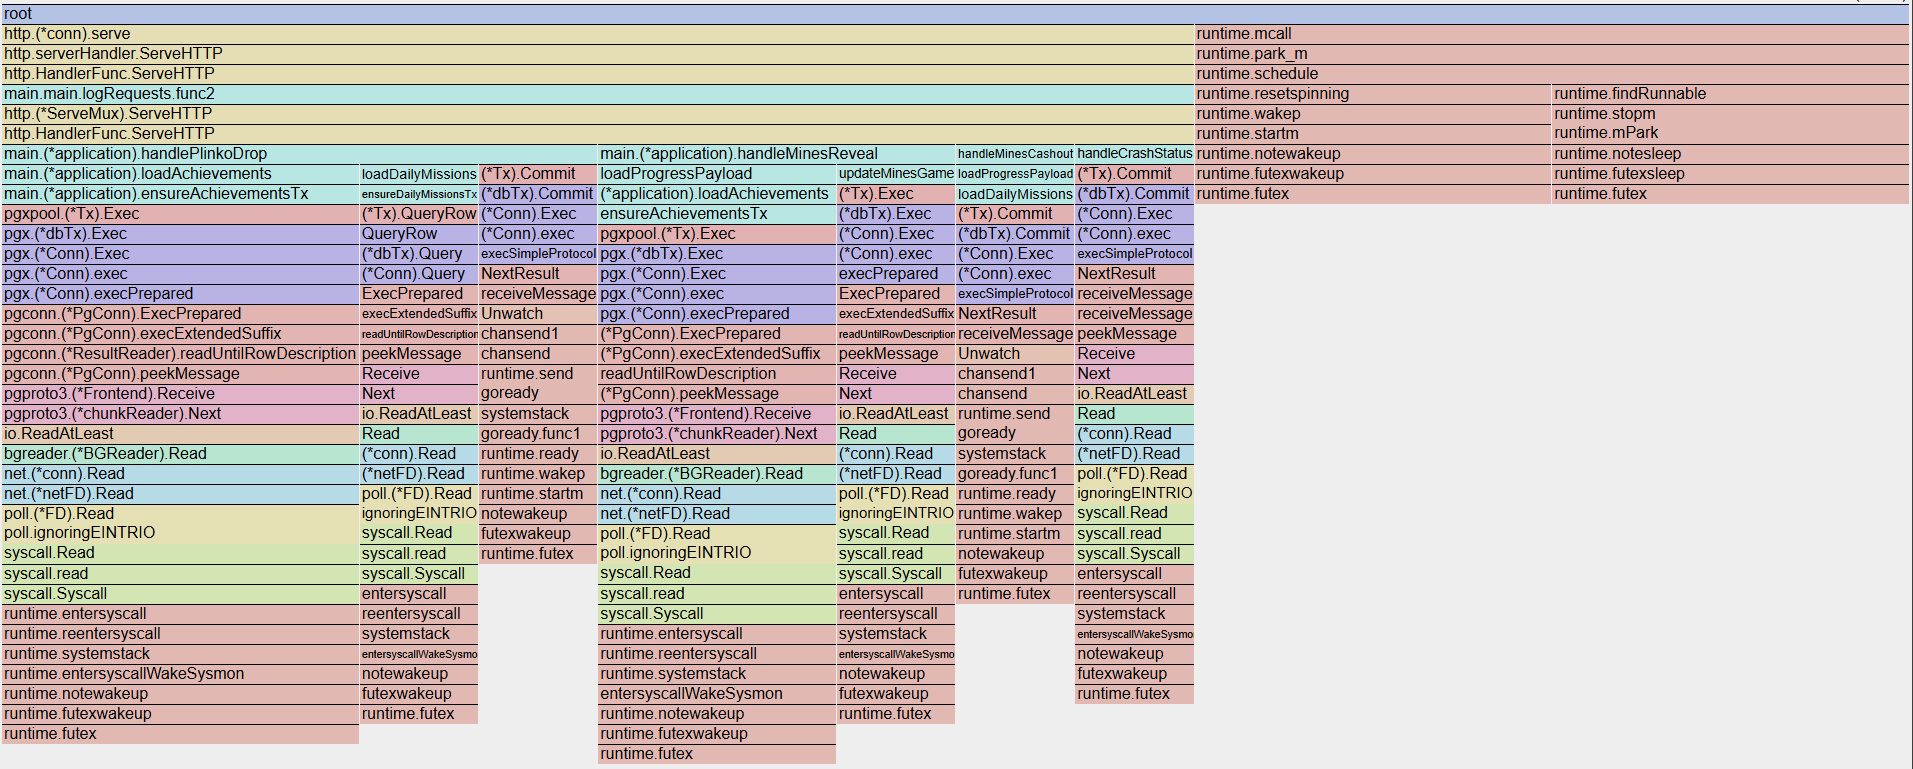 root
http.(*conn).serve runtime.mcall
http.serverHandler.ServeHTTP runtime.park_m
http.HandlerFunc.ServeHTTP runtime.schedule
main.main.logRequests.func2 runtime.resetspinning runtime.findRunnable
http.(*ServeMux).ServeHTTP runtime.wakep runtime.stopm
http.HandlerFunc.ServeHTTP runtime.startm runtime.mPark
main.(*application).handlePlinkoDrop main.(*application).handleMinesReveal handleMinesCashout handleCrashStatus runtime.notewakeup runtime.notesleep
main.(*application).loadAchievements loadDailyMissions (*Tx).Commit loadProgressPayload updateMinesGame loadProgressPayload (*Tx).Commit runtime.futexwakeup runtime.futexsleep
main.(*application).ensureAchievementsTx ensureDailyMissionsTx (*dbTx).Commit (*application).loadAchievements (*Tx).Exec loadDailyMissions (*dbTx).Commit runtime.futex runtime.futex
pgxpool.(*Tx).Exec (*Tx).QueryRow (*Conn).Exec ensureAchievementsTx (*dbTx).Exec (*Tx).Commit (*Conn).Exec
pgx.(*dbTx).Exec QueryRow (*Conn).exec pgxpool.(*Tx).Exec (*Conn).Exec (*dbTx).Commit (*Conn).exec
pgx.(*Conn).Exec (*dbTx).Query execSimpleProtocol pgx.(*dbTx).Exec (*Conn).exec (*Conn).Exec execSimpleProtocol
pgx.(*Conn).exec (*Conn).Query NextResult pgx.(*Conn).Exec execPrepared (*Conn).exec NextResult
pgx.(*Conn).execPrepared ExecPrepared receiveMessage pgx.(*Conn).exec ExecPrepared execSimpleProtocol receiveMessage
pgconn.(*PgConn).ExecPrepared execExtendedSuffix Unwatch pgx.(*Conn).execPrepared execExtendedSuffix NextResult receiveMessage
pgconn.(*PgConn).execExtendedSuffix readUntilRowDescription chansend1 (*PgConn).ExecPrepared readUntilRowDescription receiveMessage peekMessage
pgconn.(*ResultReader).readUntilRowDescription peekMessage chansend (*PgConn).execExtendedSuffix peekMessage Unwatch Receive
pgconn.(*PgConn).peekMessage Receive runtime.send readUntilRowDescription Receive chansend1 Next
pgproto3.(*Frontend).Receive Next goready (*PgConn).peekMessage Next chansend io.ReadAtLeast
pgproto3.(*chunkReader).Next io.ReadAtLeast systemstack pgproto3.(*Frontend).Receive io.ReadAtLeast runtime.send Read
io.ReadAtLeast Read goready.func1 pgproto3.(*chunkReader).Next Read goready (*conn).Read
bgreader.(*BGReader).Read (*conn).Read runtime.ready io.ReadAtLeast (*conn).Read systemstack (*netFD).Read
net.(*conn).Read (*netFD).Read runtime.wakep bgreader.(*BGReader).Read (*netFD).Read goready.func1 poll.(*FD).Read
net.(*netFD).Read poll.(*FD).Read runtime.startm net.(*conn).Read poll.(*FD).Read runtime.ready ignoringEINTRIO
poll.(*FD).Read ignoringEINTRIO notewakeup net.(*netFD).Read ignoringEINTRIO runtime.wakep syscall.Read
poll.ignoringEINTRIO syscall.Read futexwakeup poll.(*FD).Read syscall.Read runtime.startm syscall.read
syscall.Read syscall.read runtime.futex poll.ignoringEINTRIO syscall.read notewakeup syscall.Syscall
syscall.read syscall.Syscall syscall.Read syscall.Syscall futexwakeup entersyscall
syscall.Syscall entersyscall syscall.read entersyscall runtime.futex reentersyscall
runtime.entersyscall reentersyscall syscall.Syscall reentersyscall systemstack
runtime.reentersyscall systemstack runtime.entersyscall systemstack entersyscallWakeSysmo
runtime.systemstack entersyscallWakeSysmo runtime.reentersyscall entersyscallWakeSysmo notewakeup
runtime.entersyscallWakeSysmon notewakeup runtime.systemstack notewakeup futexwakeup
runtime.notewakeup futexwakeup entersyscallWakeSysmon futexwakeup runtime.futex
runtime.futexwakeup runtime.futex runtime.notewakeup runtime.futex
runtime.futex runtime.futexwakeup
runtime.futex